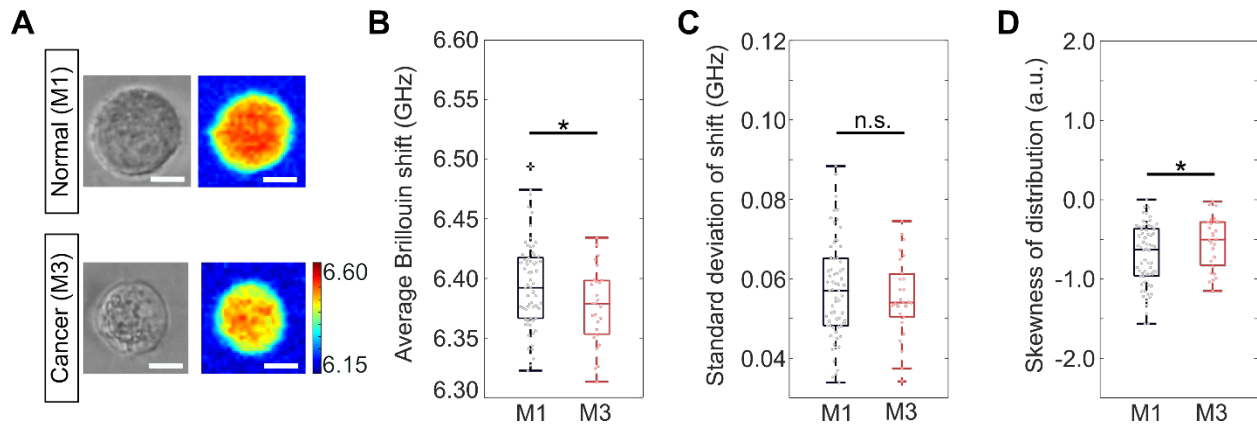 A
Normal (M1)
Cancer (M3)
6.60
6.15
B
Average Brillouin shift (GHz)
6.60
6.55
6.50
6.45
6.40
6.35
6.30
*
M1 M3
C
Standard deviation of shift (GHz)
0.12
0.10
0.08
0.06
0.04
n.s.
M1 M3
D
Skewness of distribution (a.u.)
2.0
1.0
0.0
-1.0
-2.0
*
M1 M3